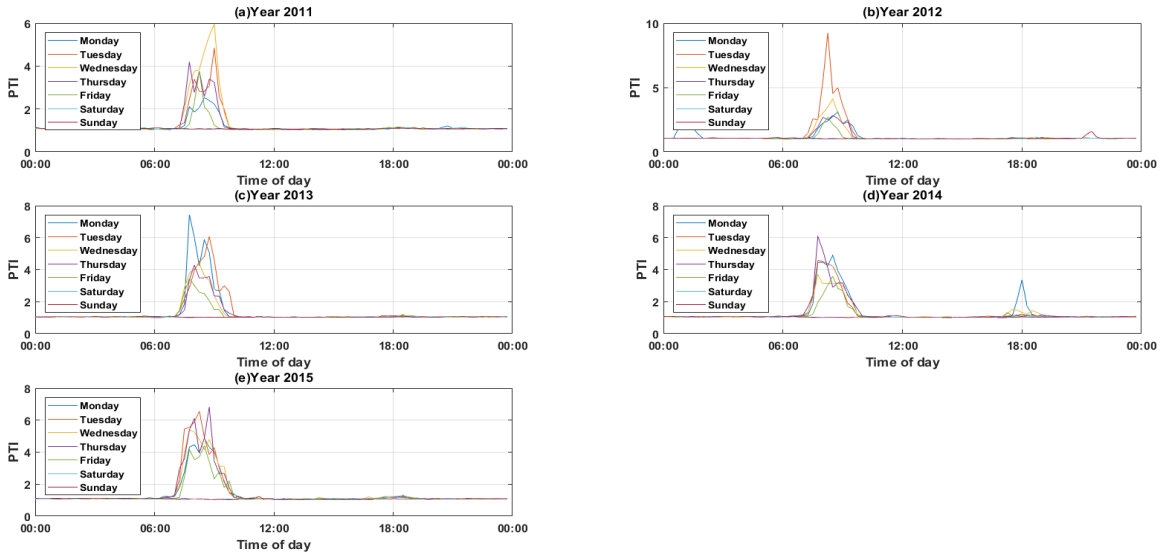 (a)Year 2011
PTI
6
4
2
0
Monday
Tuesday
Wednesday
Thursday
Friday
Saturday
Sunday
00:00 06:00 12:00 18:00 00:00
Time of day
(b)Year 2012
PTI
10
5
0
Monday
Tuesday
Wednesday
Thursday
Friday
Saturday
Sunday
00:00 06:00 12:00 18:00 00:00
Time of day
(c)Year 2013
PTI
8
6
4
2
0
Monday
Tuesday
Wednesday
Thursday
Friday
Saturday
Sunday
00:00 06:00 12:00 18:00 00:00
Time of day
(d)Year 2014
PTI
8
6
4
2
0
Monday
Tuesday
Wednesday
Thursday
Friday
Saturday
Sunday
00:00 06:00 12:00 18:00 00:00
Time of day
(e)Year 2015
PTI
8
6
4
2
0
Monday
Tuesday
Wednesday
Thursday
Friday
Saturday
Sunday
00:00 06:00 12:00 18:00 00:00
Time of day